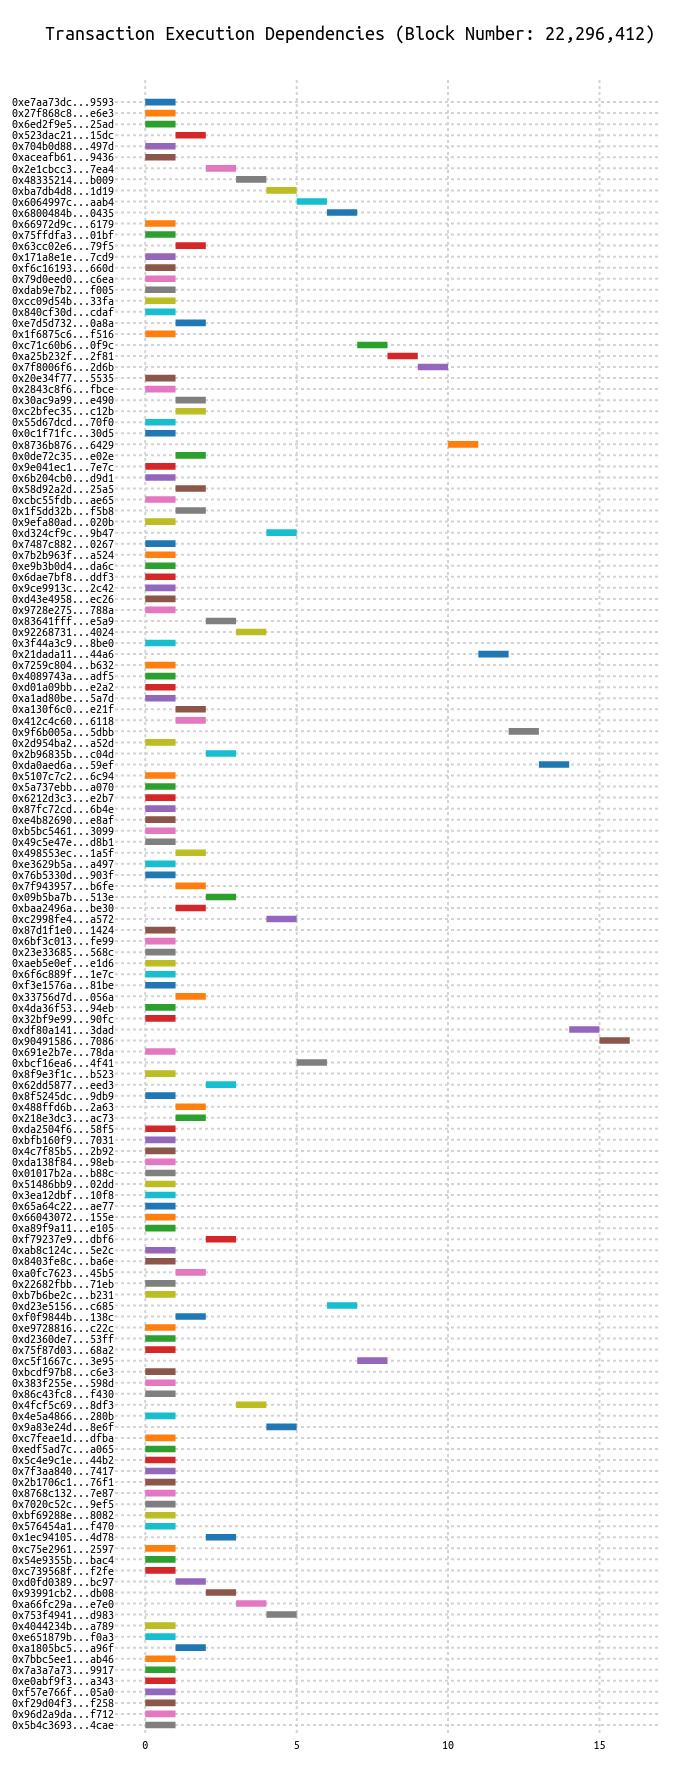 Transaction Execution Dependencies (Block Number: 22,296,412)
0xe7aa73dc...9593
0x27f868c8...e6e3
0x6ed2f9e5...25ad
0x523dac21...15dc
0x704b0d88...497d
0xaceafb61...9436
0x2e1cbcc3...7ea4
0x48335214...b009
0xba7db4d8...1d19
0x6064997c...aab4
0x6800484b...0435
0x66972d9c...6179
0x75ffdfa3...01bf
0x63cc02e6...79f5
0x171a8e1e...7cd9
0xf6c16193...660d
0x79d0eed0...c6ea
0xdab9e7b2...f005
0xcc09d54b...33fa
0x840cf30d...cdaf
0xe7d5d732...0a8a
0x1f6875c6...f516
0xc71c60b6...0f9c
0xa25b232f...2f81
0x7f8006f6...2d6b
0x20e34f77...5535
0x2843c8f6...fbce
0x30ac9a99...e490
0xc2bfec35...c12b
0x55d67dcd...70f0
0x0c1f71fc...30d5
0x8736b876...6429
0x0de72c35...e02e
0x9e041ec1...7e7c
0x6b204cb0...d9d1
0x58d92a2d...25a5
0xcbc55fdb...ae65
0x1f5dd32b...f5b8
0x9efa80ad...020b
0xd324cf9c...9b47
0x7487c882...0267
0x7b2b963f...a524
0xe9b3b0d4...da6c
0x6dae7bf8...ddf3
0x9ce9913c...2c42
0xd43e4958...ec26
0x9728e275...788a
0x83641fff...e5a9
0x92268731...4024
0x3f44a3c9...8be0
0x21dada11...44a6
0x7259c804...b632
0x4089743a...adf5
0xd01a09bb...e2a2
0xa1ad80be...5a7d
0xa130f6c0...e21f
0x412c4c60...6118
0x9f6b005a...5dbb
0x2d954ba2...a52d
0x2b96835b...c04d
0xda0aed6a...59ef
0x5107c7c2...6c94
0x5a737ebb...a070
0x6212d3c3...e2b7
0x87fc72cd...6b4e
0xe4b82690...e8af
0xb5bc5461...3099
0x49c5e47e...d8b1
0x498553ec...1a5f
0xe3629b5a...a497
0x76b5330d...903f
0x7f943957...b6fe
0x09b5ba7b...513e
0xbaa2496a...be30
0xc2998fe4...a572
0x87d1f1e0...1424
0x6bf3c013...fe99
0x23e33685...568c
0xaeb5e0ef...e1d6
0x6f6c889f...1e7c
0xf3e1576a...81be
0x33756d7d...056a
0x4da36f53...94eb
0x32bf9e99...90fc
0xdf80a141...3dad
0x90491586...7086
0x691e2b7e...78da
0xbcf16ea6...4f41
0x8f9e3f1c...b523
0x62dd5877...eed3
0x8f5245dc...9db9
0x488ffd6b...2a63
0x218e3dc3...ac73
0xda2504f6...58f5
0xbfb160f9...7031
0x4c7f85b5...2b92
0xda138f84...98eb
0x01017b2a...b88c
0x51486bb9...02dd
0x3ea12dbf...10f8
0x65a64c22...ae77
0x66043072...155e
0xa89f9a11...e105
0xf79237e9...dbf6
0xab8c124c...5e2c
0x8403fe8c...ba6e
0xa0fc7623...45b5
0x22682fbb...71eb
0xb7b6be2c...b231
0xd23e5156...c685
0xf0f9844b...138c
0xe9728816...c22c
0xd2360de7...53ff
0x75f87d03...68a2
0xc5f1667c...3e95
0xbcdf97b8...c6e3
0x383f255e...598d
0x86c43fc8...f430
0x4fcf5c69...8df3
0x4e5a4866...280b
0x9a83e24d...8e6f
0xc7feae1d...dfba
0xedf5ad7c...a065
0x5c4e9c1e...44b2
0x7f3aa840...7417
0x2b1706c1...76f1
0x8768c132...7e87
0x7020c52c...9ef5
0xbf69288e...8082
0x576454a1...f470
0x1ec94105...4d78
0xc75e2961...2597
0x54e9355b...bac4
0xc739568f...f2fe
0xd0fd0389...bc97
0x93991cb2...db08
0xa66fc29a...e7e0
0x753f4941...d983
0x4044234b...a789
0xe651879b...f0a3
0xa1805bc5...a96f
0x7bbc5ee1...ab46
0x7a3a7a73...9917
0xe0abf9f3...a343
0xf57e766f...05a0
0xf29d04f3...f258
0x96d2a9da...f712
0x5b4c3693...4cae
0 5 10 15